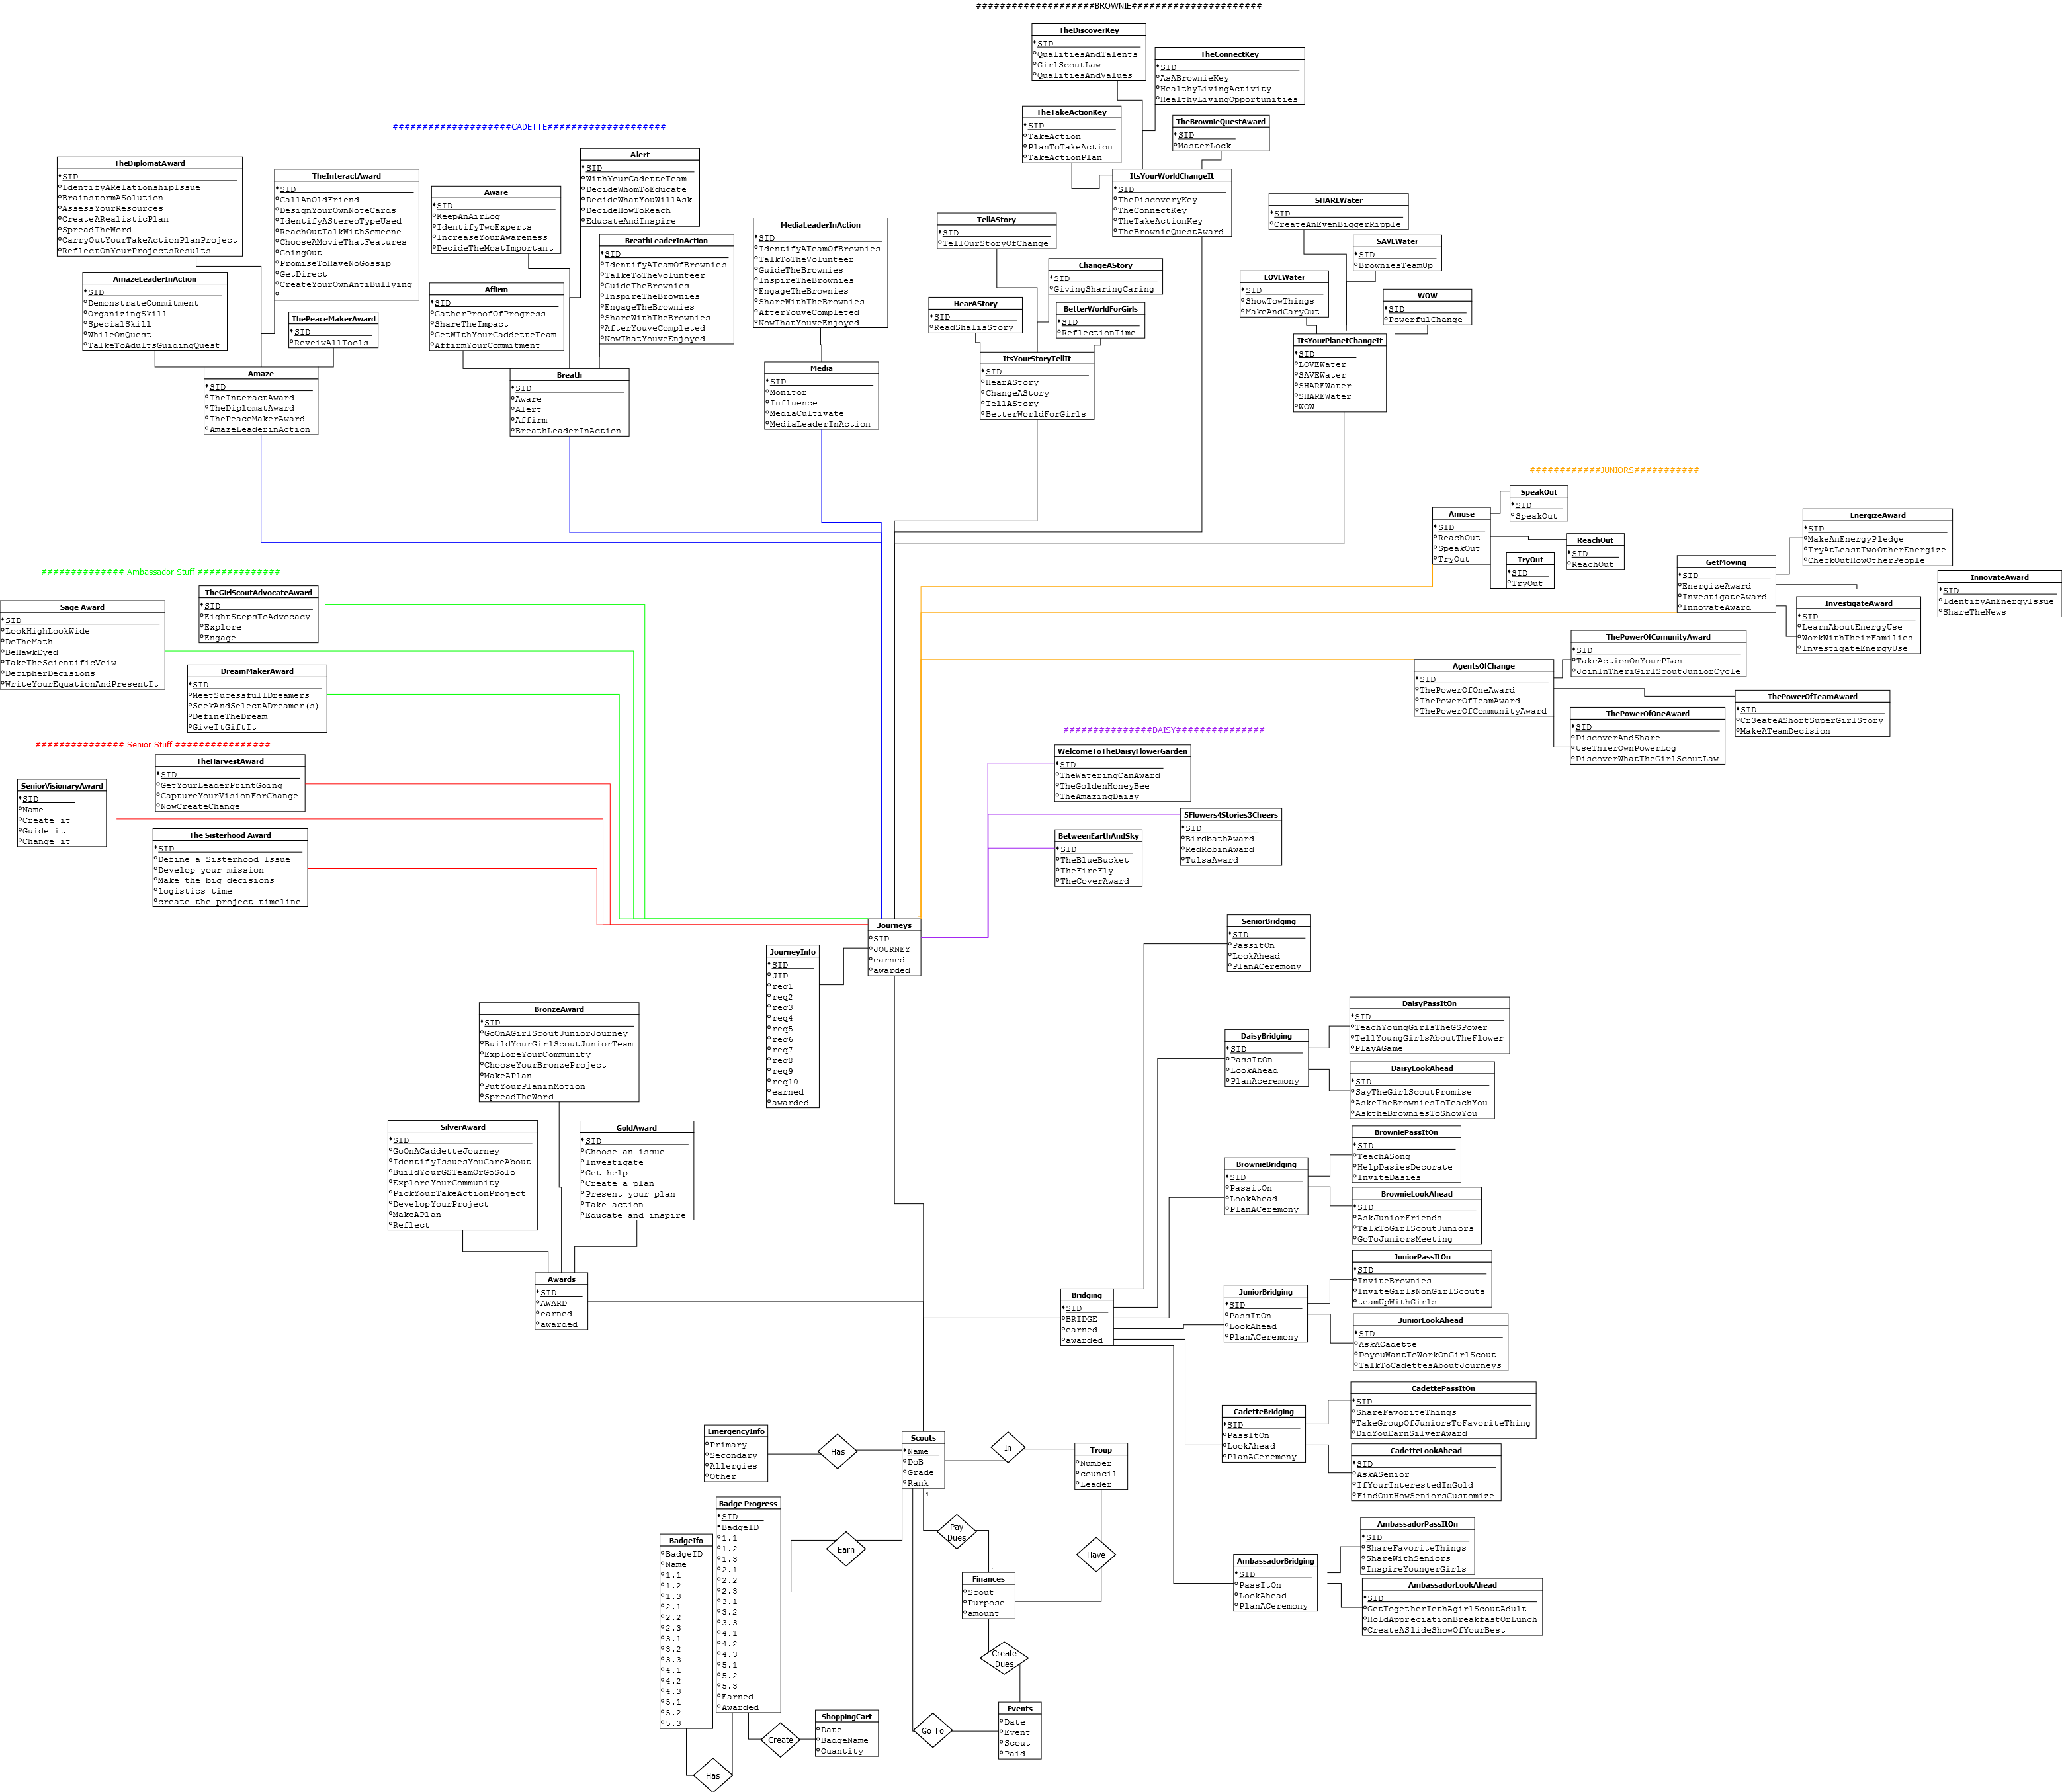 ####################BROWNIE######################
TheDiscoverKey
SID
QualitiesAndTalents
GirlScoutLaw
QualitiesAndValues
TheConnectKey
SID
AsABrownieKey
HealthyLivingActivity
HealthyLivingOpportunities
TheTakeActionKey
SID
TakeAction
PlanToTakeAction
TakeActionPlan
TheBrownieQuestAward
SID
MasterLock
ItsYourWorldChangeIt
SID
TheDiscoveryKey
TheConnectKey
TheTakeActionKey
TheBrownieQuestAward
####################CADETTE####################
TheDiplomatAward
SID
IdentifyARelationshipIssue
BrainstormASolution
AssessYourResources
CreateARealisticPlan
SpreadTheWord
CarryOutYourTakeActionPlanProject
ReflectOnYourProjectsResults
TheInteractAward
SID
CallAnOldFriend
DesignYourOwnNoteCards
IdentifyAStereoTypeUsed
ReachOutTalkWithSomeone
ChooseAMovieThatFeatures
GoingOut
PromiseToHaveNoGossip
GetDirect
CreateYourOwnAntiBullying
AmazeLeaderInAction
SID
DemonstrateCommitment
OrganizingSkill
SpecialSkill
WhileOnQuest
TalkeToAdultsGuidingQuest
ThePeaceMakerAward
SID
ReveiwAllTools
Amaze
SID
TheInteractAward
TheDiplomatAward
ThePeaceMakerAward
AmazeLeaderinAction
Alert
SID
WithYourCadetteTeam
DecideWhomToEducate
DecideWhatYouWillAsk
DecideHowToReach
EducateAndInspire
Aware
SID
KeepAnAirLog
IdentifyTwoExperts
IncreaseYourAwareness
DecideTheMostImportant
BreathLeaderInAction
SID
IdentifyATeamOfBrownies
TalkeToTheVolunteer
GuideTheBrownies
InspireTheBrownies
EngageTheBrownies
ShareWithTheBrownies
AfterYouveCompleted
NowThatYouveEnjoyed
Affirm
SID
GatherProofOfProgress
ShareTheImpact
GetWithYourCaddetteTeam
AffirmYourCommitment
Breath
SID
Aware
Alert
Affirm
BreathLeaderInAction
MediaLeaderInAction
SID
IdentifyATeamOfBrownies
TalkToTheVolunteer
GuideTheBrownies
InspireTheBrownies
EngageTheBrownies
ShareWithTheBrownies
AfterYouveCompleted
NowThatYouveEnjoyed
Media
SID
Monitor
Influence
MediaCultivate
MediaLeaderInAction
TellAStory
SID
TellOurStoryOfChange
ChangeAStory
SID
GivingSharingCaring
HearAStory
SID
ReadShalisStory
BetterWorldForGirls
SID
ReflectionTime
ItsYourStoryTellIt
SID
HearAStory
ChangeAStory
TellAStory
BetterWorldForGirls
SHAREWater
SID
CreateAnEvenBiggerRipple
SAVEWater
SID
BrowniesTeamUp
LOVEWater
SID
ShowTowThings
MakeAndCaryOut
WOW
SID
PowerfulChange
ItsYourPlanetChangeIt
SID
LOVEWater
SAVEWater
SHAREWater
SHAREWater
WOW
############JUNIORS###########
SpeakOut
SID
SpeakOut
Amuse
SID
ReachOut
SpeakOut
TryOut
ReachOut
SID
ReachOut
TryOut
SID
TryOut
EnergizeAward
SID
MakeAnEnergyPledge
TryAtLeastTwoOtherEnergize
CheckOutHowOtherPeople
GetMoving
SID
EnergizeAward
InvestigateAward
InnovateAward
InnovateAward
SID
IdentifyAnEnergyIssue
ShareTheNews
InvestigateAward
SID
LearnAboutEnergyUse
WorkWithTheirFamilies
InvestigateEnergyUse
ThePowerOfComunityAward
SID
TakeActionOnYourPLan
JoinInTheriGirlScoutJuniorCycle
AgentsOfChange
SID
ThePowerOfOneAward
ThePowerOfTeamAward
ThePowerOfCommunityAward
ThePowerOfTeamAward
SID
Cr3eateAShortSuperGirlStory
MakeATeamDecision
ThePowerOfOneAward
SID
DiscoverAndShare
UseThierOwnPowerLog
DiscoverWhatTheGirlScoutLaw
############## Ambassador Stuff ##############
TheGirlScoutAdvocateAward
SID
EightStepsToAdvocacy
Explore
Engage
Sage Award
SID
LookHighLookWide
DoTheMath
BeHawkEyed
TakeTheScientificVeiw
DecipherDecisions
WriteYourEquationAndPresentIt
DreamMakerAward
SID
MeetSucessfullDreamers
SeekAndSelectADreamer(s)
DefineTheDream
GiveItGiftIt
############### Senior Stuff #################
TheHarvestAward
SID
GetYourLeaderPrintGoing
CaptureYourVisionForChange
NowCreateChange
SeniorVisionaryAward
SID
Name
Create it
Guide it
Change it
The Sisterhood Award
SID
Define a Sisterhood Issue
Develop your mission
Make the big decisions
logistics time
create the project timeline
###############DAISY###############
WelcomeToTheDaisyFlowerGarden
SID
TheWateringCanAward
TheGoldenHoneyBee
TheAmazingDaisy
5Flowers4Stories3Cheers
SID
BirdbathAward
RedRobinAward
TulsaAward
BetweenEarthAndSky
SID
TheBlueBucket
TheFireFly
TheCoverAward
Journeys
SID
JOURNEY
earned
awarded
JourneyInfo
SID
JID
req1
req2
req3
req4
req5
req6
req7
req8
req9
req10
earned
awarded
SeniorBridging
SID
PassitOn
LookAhead
PlanACeremony
DaisyPassItOn
SID
TeachYoungGirlsTheGSPower
TellYoungGirlsAboutTheFlower
PlayAGame
DaisyBridging
SID
PassItOn
LookAhead
PlanAceremony
DaisyLookAhead
SID
SayTheGirlScoutPromise
AskeTheBrowniesToTeachYou
AsktheBrowniesToShowYou
BrowniePassItOn
SID
TeachASong
HelpDasiesDecorate
InviteDasies
BrownieBridging
SID
PassitOn
LookAhead
PlanACeremony
BrownieLookAhead
SID
AskJuniorFriends
TalkToGirlScoutJuniors
GoToJuniorsMeeting
JuniorPassItOn
SID
InviteBrownies
InviteGirlsNonGirlScouts
teamUpWithGirls
JuniorBridging
SID
PassItOn
LookAhead
PlanACeremony
JuniorLookAhead
SID
AskACadette
DoyouWantToWorkOnGirlScout
TalkToCadettesAboutJourneys
Bridging
SID
BRIDGE
earned
awarded
CadettePassItOn
SID
ShareFavoriteThings
TakeGroupOfJuniorsToFavoriteThing
DidYouEarnSilverAward
CadetteBridging
SID
PassItOn
LookAhead
PlanACeremony
CadetteLookAhead
SID
AskASenior
IfYourInterestedInGold
FindOutHowSeniorsCustomize
AmbassadorPassItOn
SID
ShareFavoriteThings
ShareWithSeniors
InspireYoungerGirls
AmbassadorBridging
SID
PassItOn
LookAhead
PlanACeremony
AmbassadorLookAhead
SID
GetTogetherIethAgirlScoutAdult
HoldAppreciationBreakfastOrLunch
CreateASlideShowOfYourBest
BronzeAward
SID
GoOnAGirlScoutJuniorJourney
BuildYourGirlScoutJuniorTeam
ExploreYourCommunity
ChooseYourBronzeProject
MakeAPlan
PutYourPlaninMotion
SpreadTheWord
SilverAward
SID
GoOnACaddetteJourney
IdentifyIssuesYouCareAbout
BuildYourGSTeamOrGoSolo
ExploreYourCommunity
PickYourTakeActionProject
DevelopYourProject
MakeAPlan
Reflect
GoldAward
SID
Choose an issue
Investigate
Get help
Create a plan
Present your plan
Take action
Educate and inspire
Awards
SID
AWARD
earned
awarded
EmergencyInfo
Primary
Secondary
Allergies
Other
Has
Scouts
Name
DoB
Grade
Rank
1
In
Troup
Number
council
Leader
Badge Progress
SID
BadgeID
1.1
1.2
1.3
2.1
2.2
2.3
3.1
3.2
3.3
4.1
4.2
4.3
5.1
5.2
5.3
Earned
Awarded
BadgeIfo
BadgeID
Name
1.1
1.2
1.3
2.1
2.2
2.3
3.1
3.2
3.3
4.1
4.2
4.3
5.1
5.2
5.3
Earn
Pay
Dues
Have
m
Finances
Scout
Purpose
amount
Create
Dues
Events
Date
Event
Scout
Paid
Go To
ShoppingCart
Date
BadgeName
Quantity
Create
Has